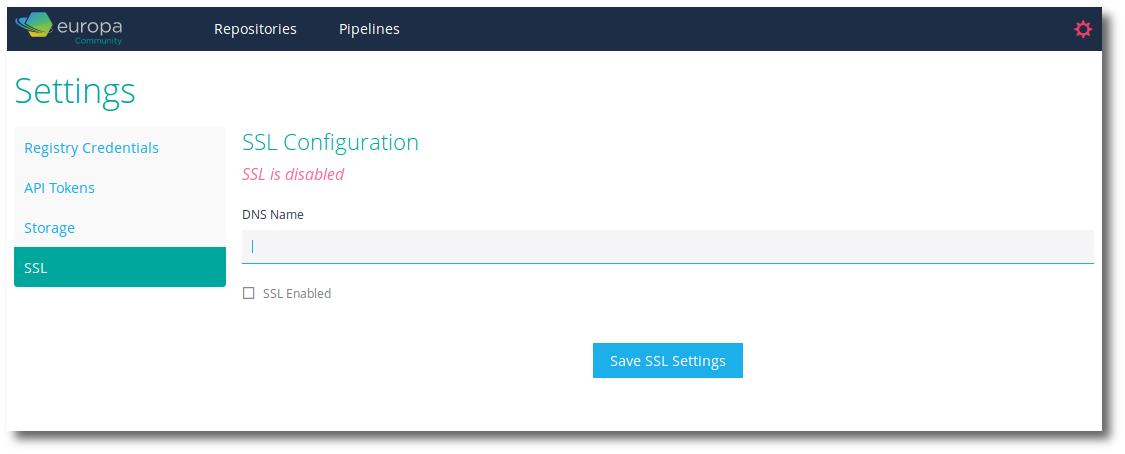 europa
Community
Repositories
Pipelines
Settings
Registry Credentials
API Tokens
Storage
SSL
SSL Configuration
SSL is disabled
DNS Name
SSL Enabled
Save SSL Settings